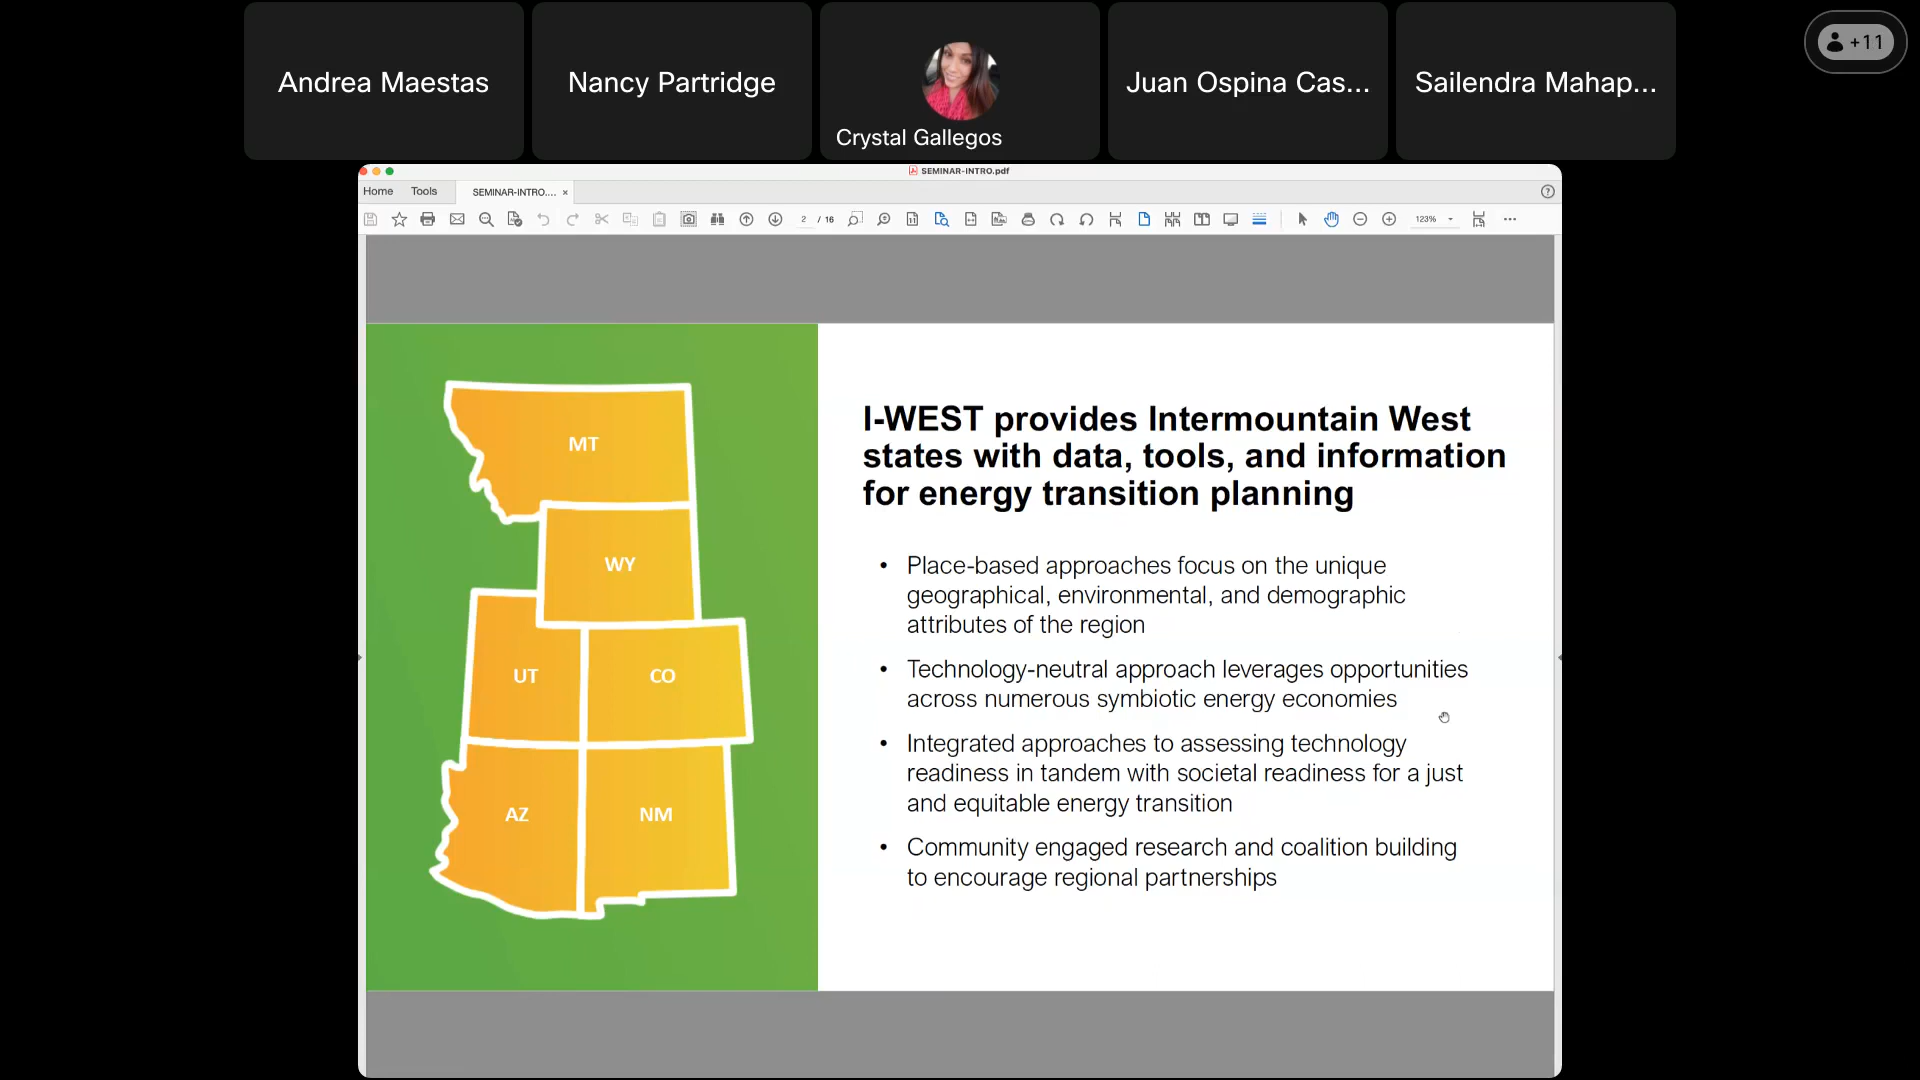 Andrea Maestas
Nancy Partridge
Crystal Gallegos
Juan Ospina Cas...
Sailendra Mahap...
+11
SEMINAR-INTRO.pdf
Home
Tools
SEMINAR-INTRO.... ×
2 / 16
123%
MT
WY
UT
CO
AZ
NM
I-WEST provides Intermountain West
states with data, tools, and information
for energy transition planning
• Place-based approaches focus on the unique
geographical, environmental, and demographic
attributes of the region
• Technology-neutral approach leverages opportunities
across numerous symbiotic energy economies
• Integrated approaches to assessing technology
readiness in tandem with societal readiness for a just
and equitable energy transition
• Community engaged research and coalition building
to encourage regional partnerships